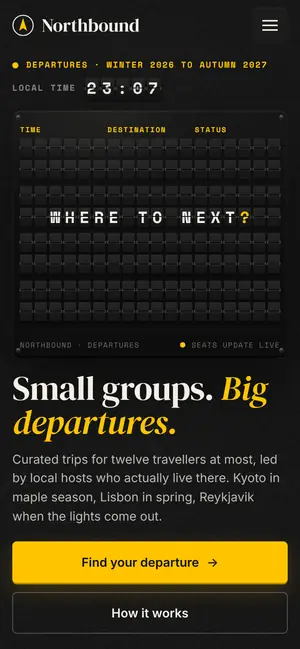 Northbound
DEPARTURES · WINTER 2026 TO AUTUMN 2027
LOCAL TIME 23:07
TIME DESTINATION STATUS
WHERE TO NEXT?
NORTHBOUND · DEPARTURES SEATS UPDATE LIVE
Small groups. Big
departures.
Curated trips for twelve travellers at most, led
by local hosts who actually live there. Kyoto in
maple season, Lisbon in spring, Reykjavik
when the lights come out.
Find your departure →
How it works